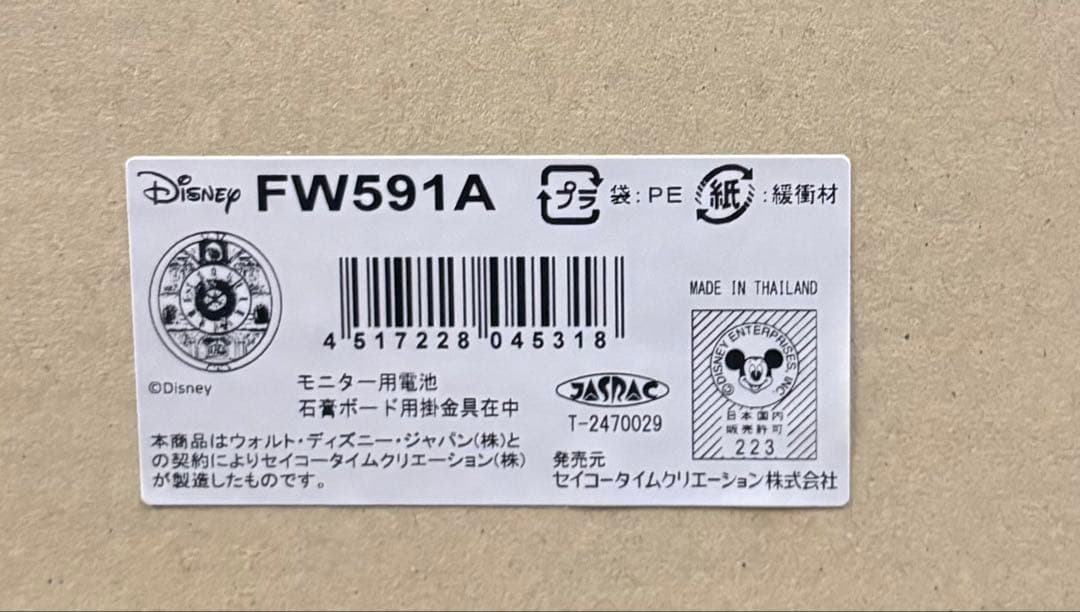 Disney FW591A
プラ 袋:PE 紙 :緩衝材
MADE IN THAILAND
4 517228 045318
©DISNEY ENTERPRISES, INC
日本国内
販売許可
223
©Disney
モニター用電池
石膏ボード用掛金具在中
JASRAC
T-2470029
本商品はウォルト・ディズニー・ジャパン(株)と
の契約によりセイコータイムクリエーション(株)
が製造したものです。
発売元
セイコータイムクリエーション株式会社